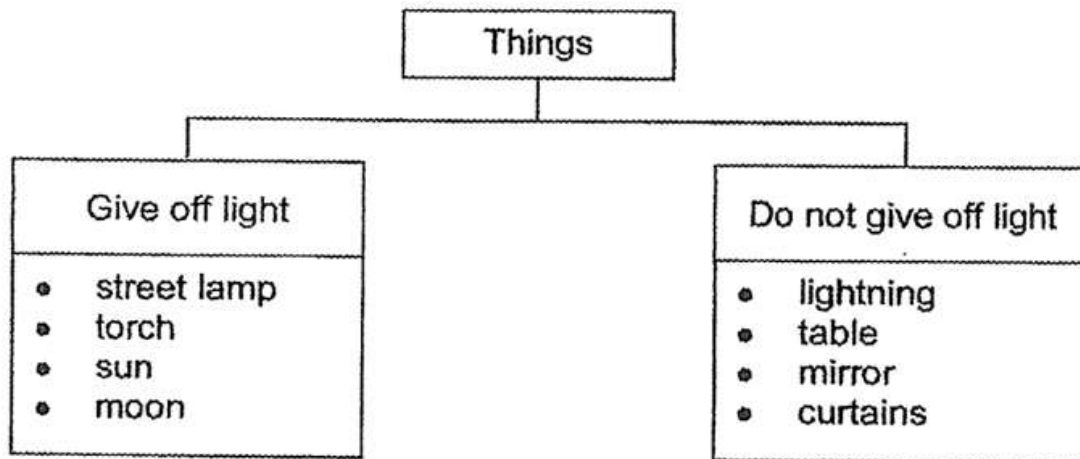 Things
Give off light
street lamp
torch
sun
moon
Do not give off light
lightning
table
mirror
curtains